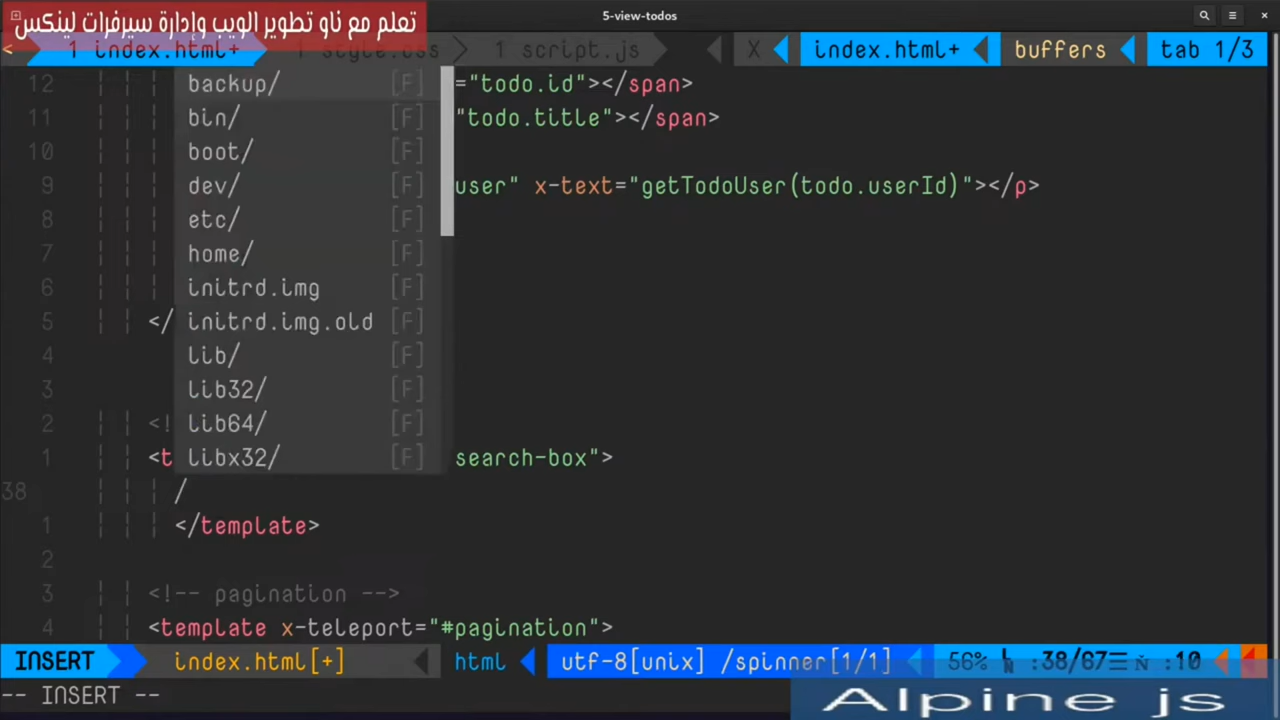 5-view-todos
تعلم مع ناو تطوير الويب وإدارة سيرفرات لينكس
< 1 index.html+ 1 style.css 1 script.js X index.html+ buffers tab 1/3
12 backup/ [F] ="todo.id"></span>
11 bin/ [F] "todo.title"></span>
10 boot/ [F]
9 dev/ [F] user" x-text="getTodoUser(todo.userId)"></p>
8 etc/ [F]
7 home/ [F]
6 initrd.img [F]
5 </ initrd.img.old [F]
4 lib/ [F]
3 lib32/ [F]
2 <! lib64/ [F]
1 <t libx32/ [F] search-box">
38 /
1 </template>
2
3 <!-- pagination -->
4 <template x-teleport="#pagination">
INSERT index.html[+] html utf-8[unix] /spinner[1/1] 56% :38/67 :10
-- INSERT --
Alpine js